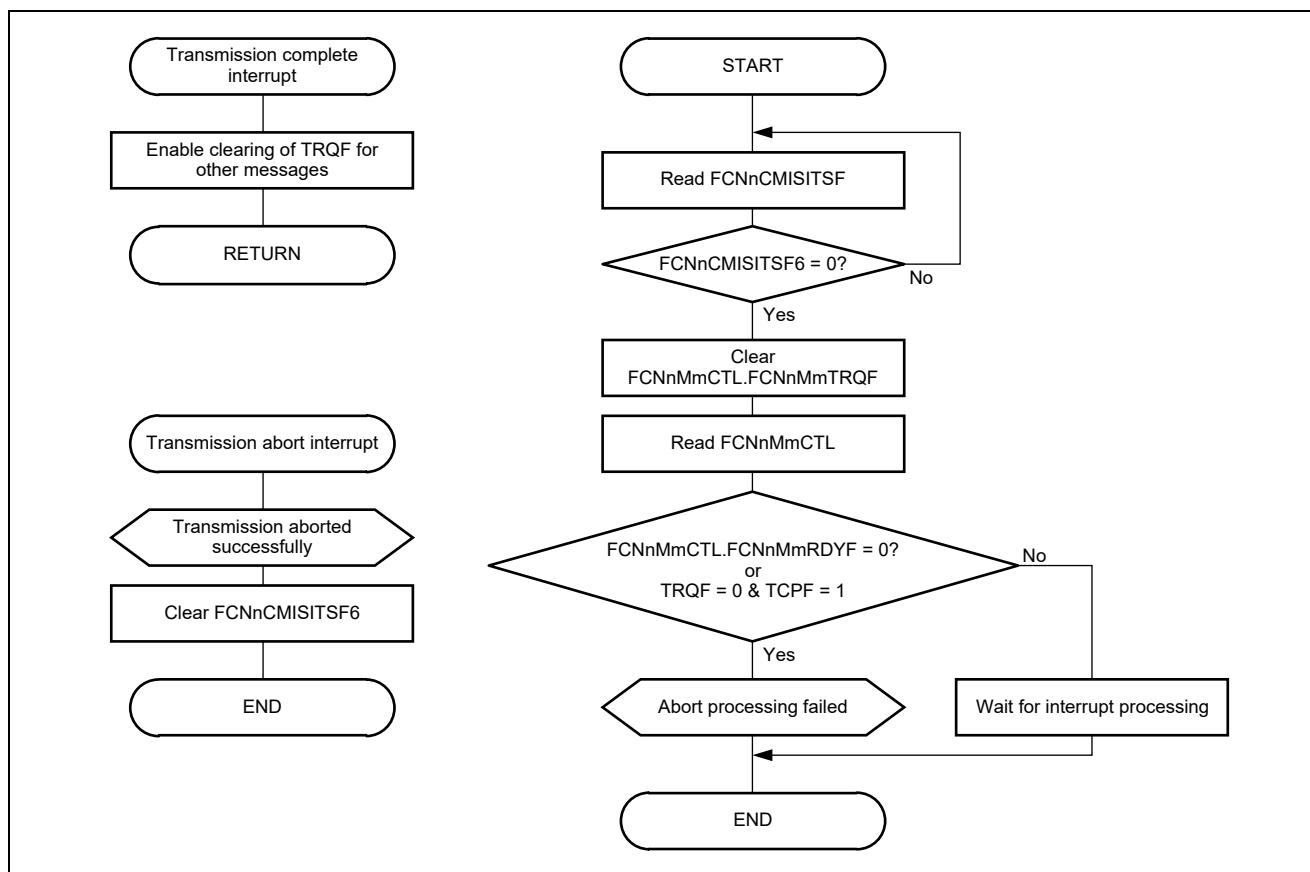 Transmission complete
interrupt
Enable clearing of TRQF for
other messages
RETURN
Transmission abort interrupt
Transmission aborted
successfully
Clear FCNnCMISITSF6
END
START
Read FCNnCMISITSF
FCNnCMISITSF6 = 0?
No
Yes
Clear
FCNnMmCTL.FCNnMmTRQF
Read FCNnMmCTL
FCNnMmCTL.FCNnMmRDYF = 0?
or
TRQF = 0 & TCPF = 1
No
Yes
Abort processing failed
Wait for interrupt processing
END